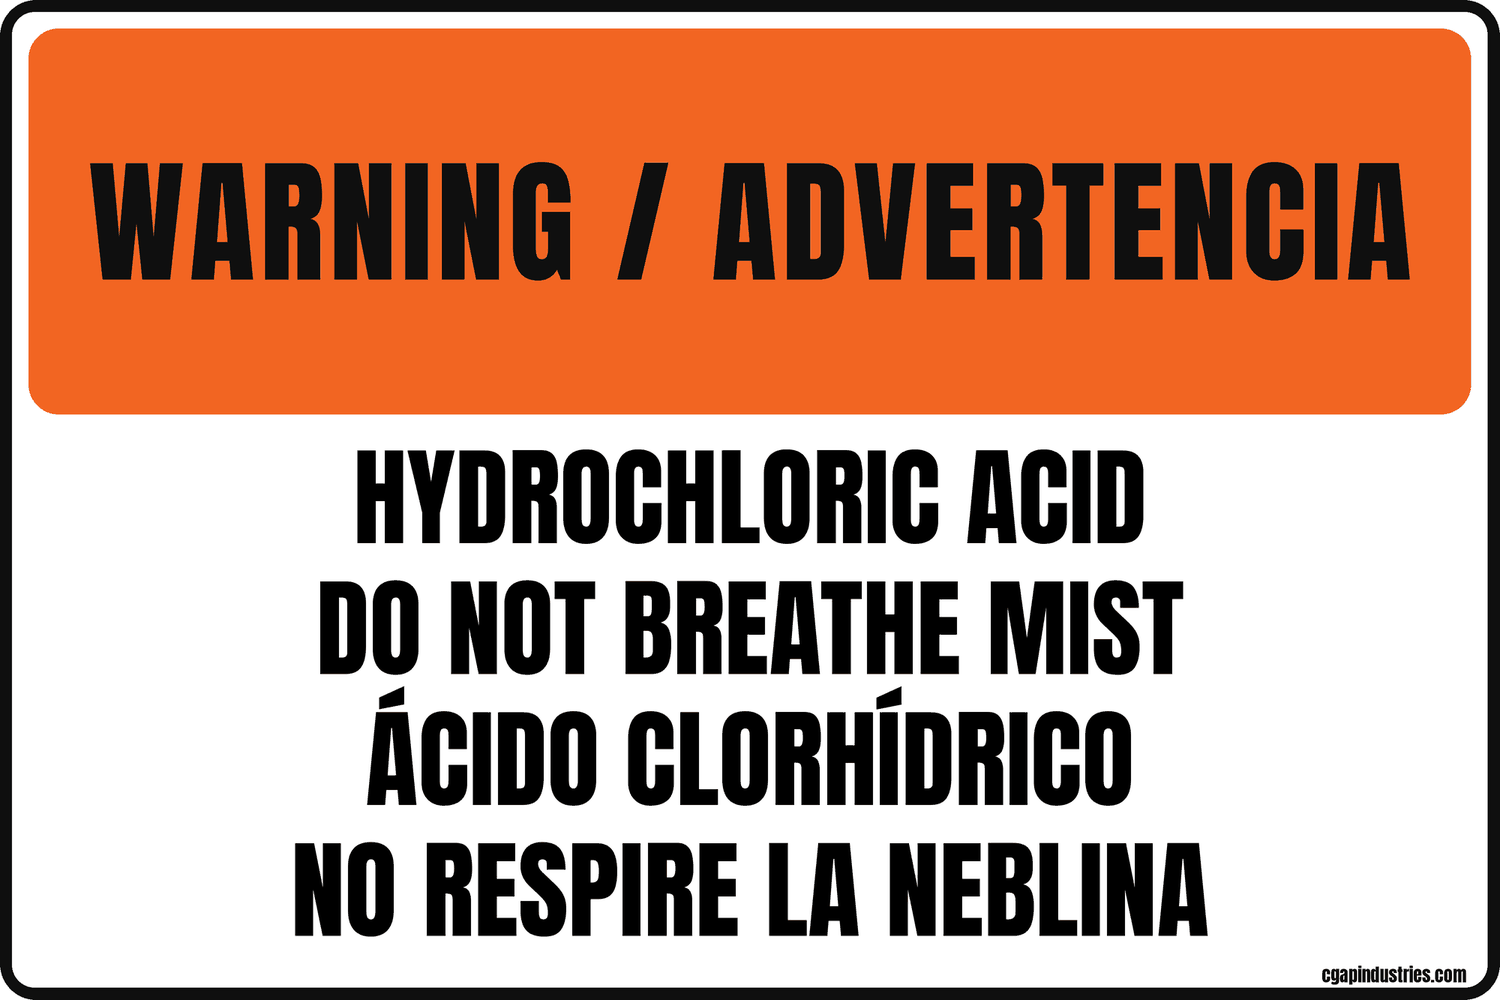 WARNING / ADVERTENCIA
HYDROCHLORIC ACID
DO NOT BREATHE MIST
ÁCIDO CLORHÍDRICO
NO RESPIRE LA NEBLINA
cgapindustries.com